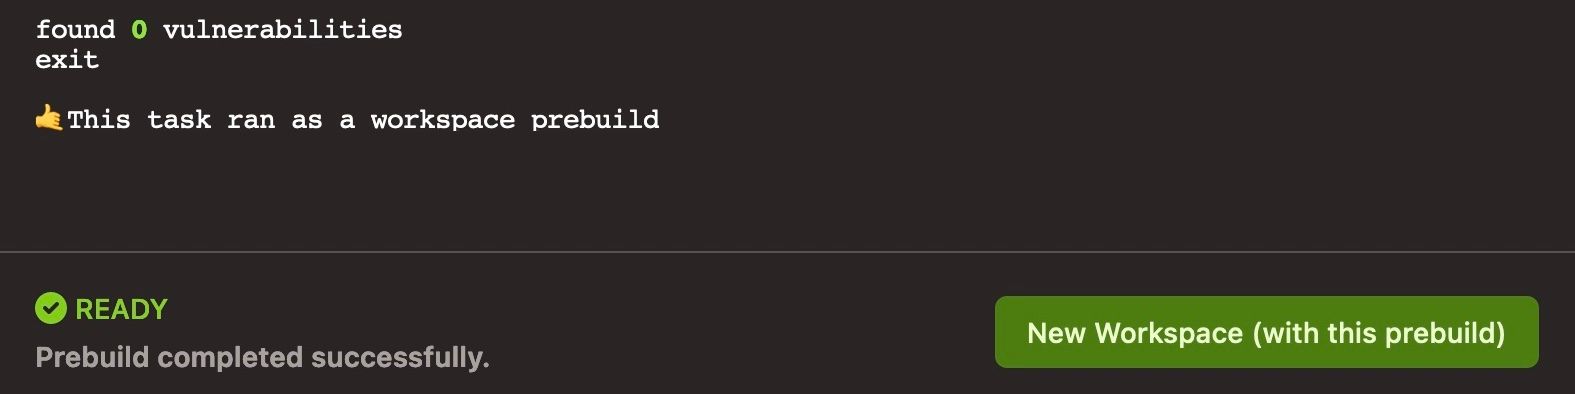 found 0 vulnerabilities
exit
🤙This task ran as a workspace prebuild
READY
Prebuild completed successfully.
New Workspace (with this prebuild)